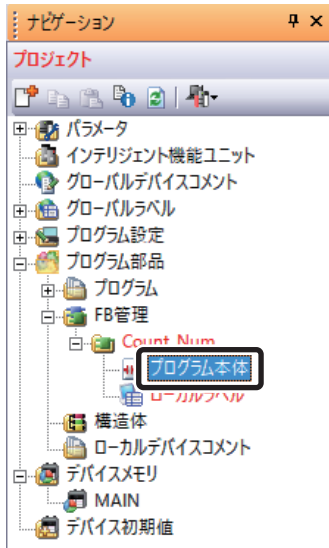 ナビゲーション
プロジェクト
パラメータ
インテリジェント機能ユニット
グローバルデバイスコメント
グローバルラベル
プログラム設定
プログラム部品
プログラム
FB管理
Count_Num
プログラム本体
ローカルラベル
構造体
ローカルデバイスコメント
デバイスメモリ
MAIN
デバイス初期値